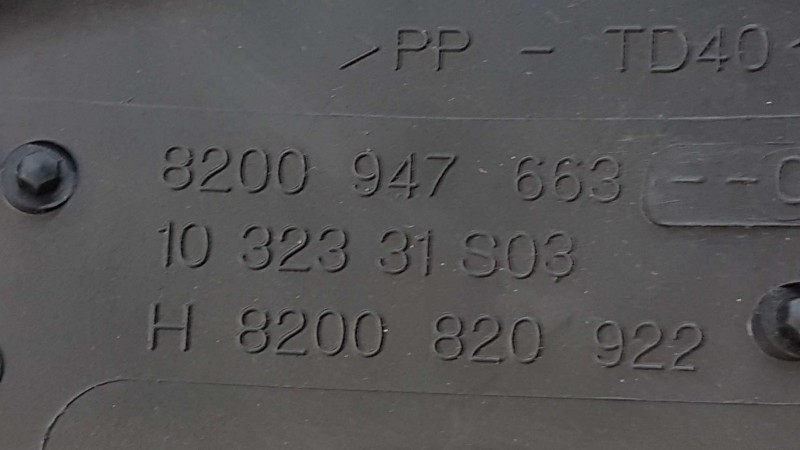 >PP - TD40<
8200 947 663 --C
10 323 31 S03
H 8200 820 922